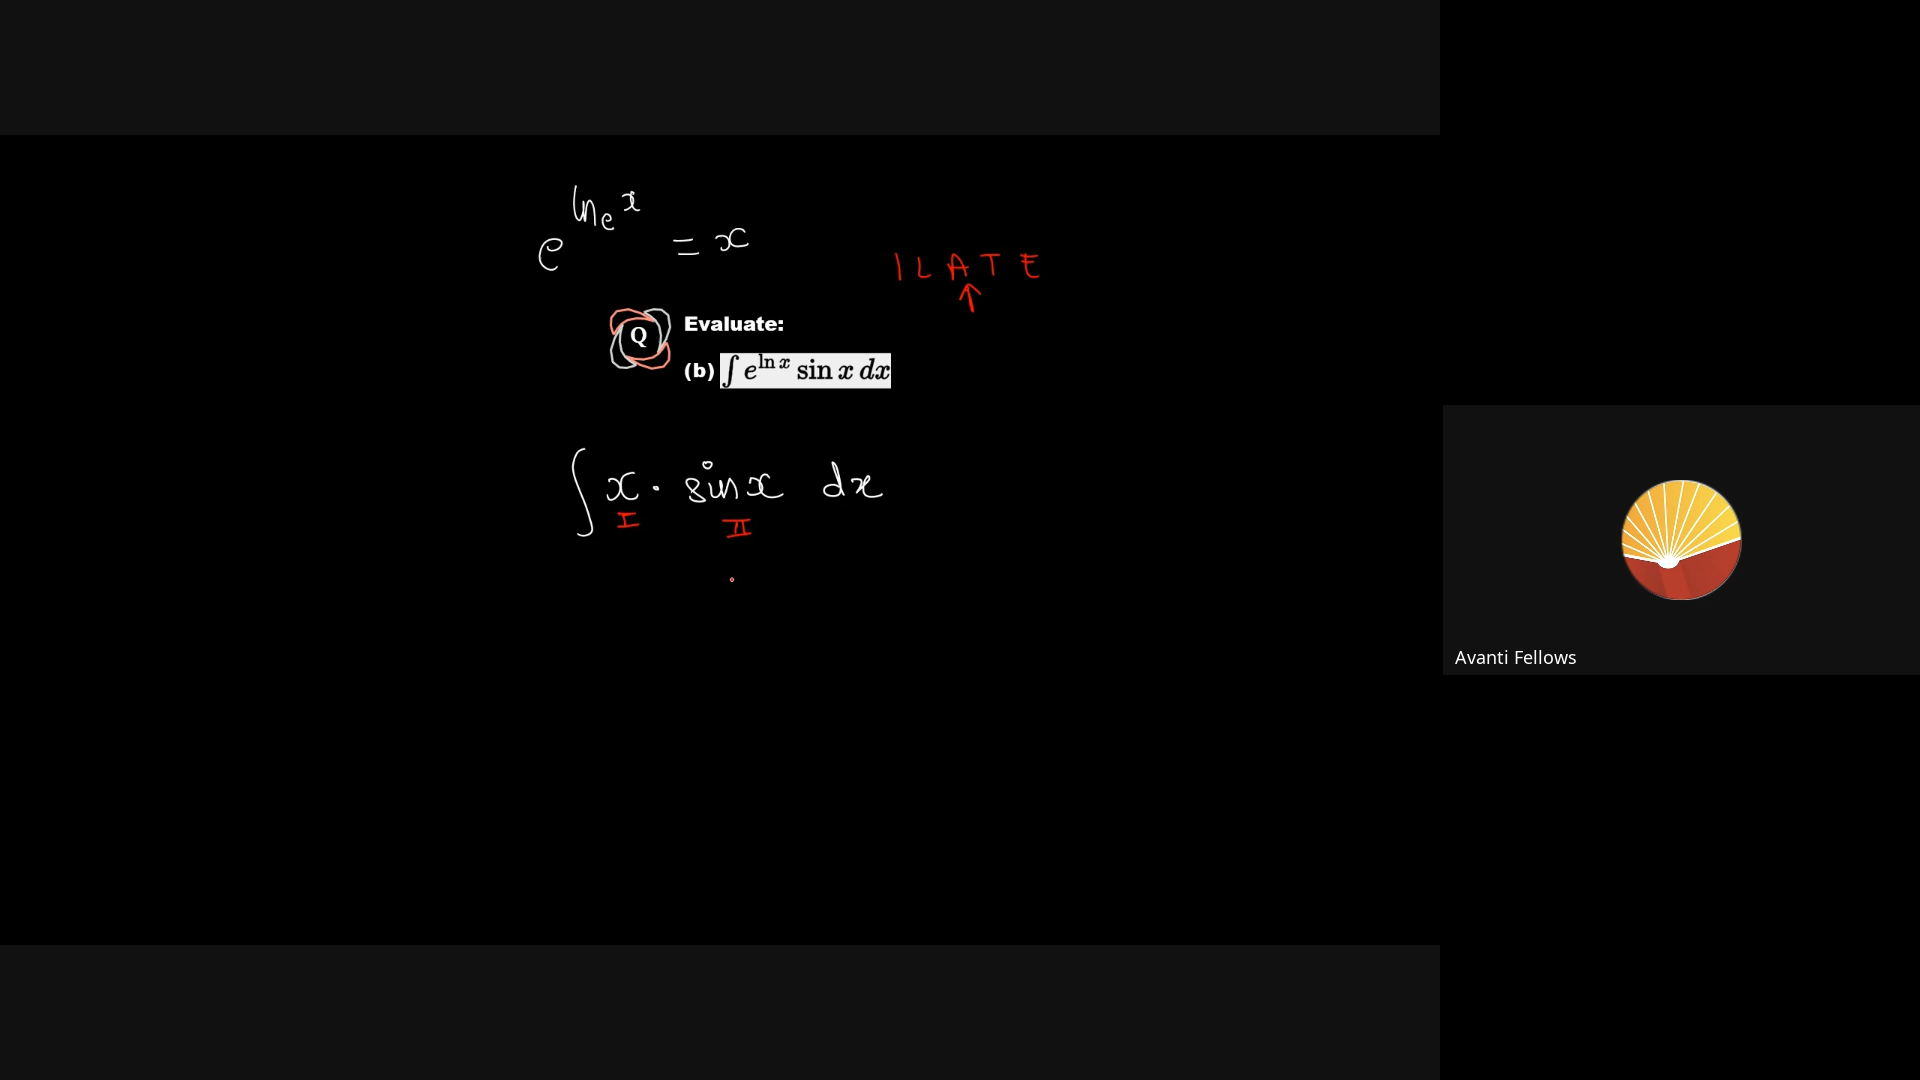 e^{ln_e x} = x
I L A T E
↑
Q
Evaluate:
(b) ∫ e^{ln x} sin x dx
∫ x · sin x dx
I II
Avanti Fellows